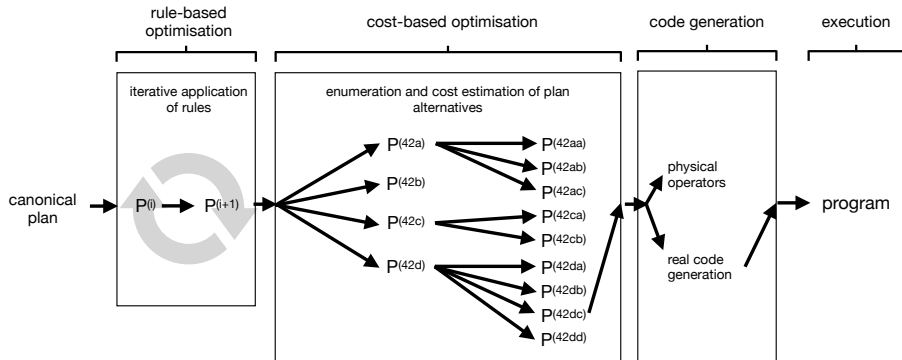 rule-based
optimisation
cost-based optimisation
code generation
execution
iterative application
of rules
enumeration and cost estimation of plan
alternatives
canonical
plan
P(i)
P(i+1)
P(42a)
P(42b)
P(42c)
P(42d)
P(42aa)
P(42ab)
P(42ac)
P(42ca)
P(42cb)
P(42da)
P(42db)
P(42dc)
P(42dd)
physical
operators
real code
generation
program